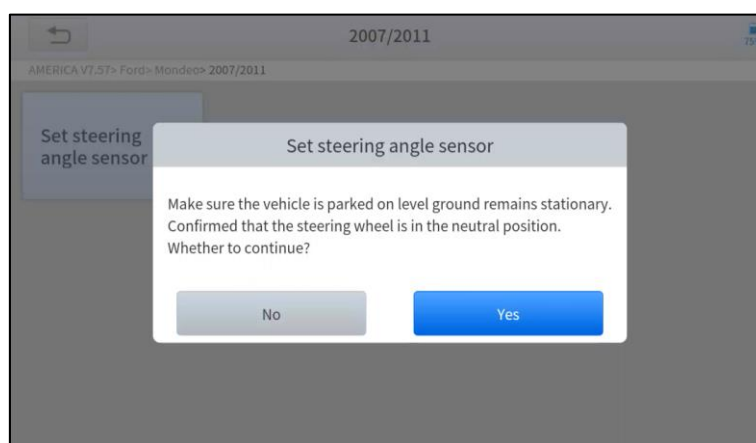 2007/2011
AMERICA V7.57> Ford> Mondeo> 2007/2011
Set steering
angle sensor
Set steering angle sensor
Make sure the vehicle is parked on level ground remains stationary.
Confirmed that the steering wheel is in the neutral position.
Whether to continue?
No
Yes